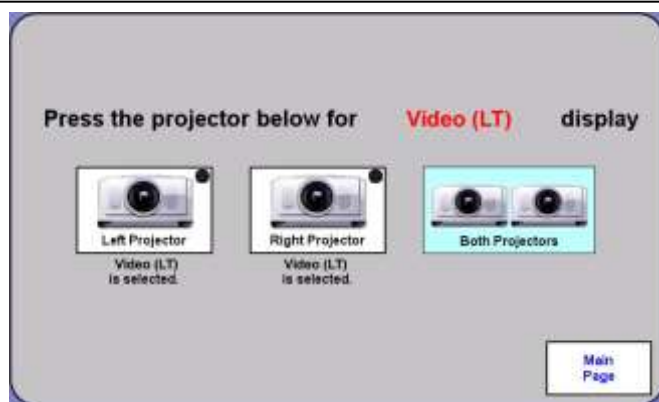 Press the projector below for Video (LT) display
Left Projector
Right Projector
Both Projectors
Video (LT)
is selected.
Video (LT)
is selected.
Main
Page